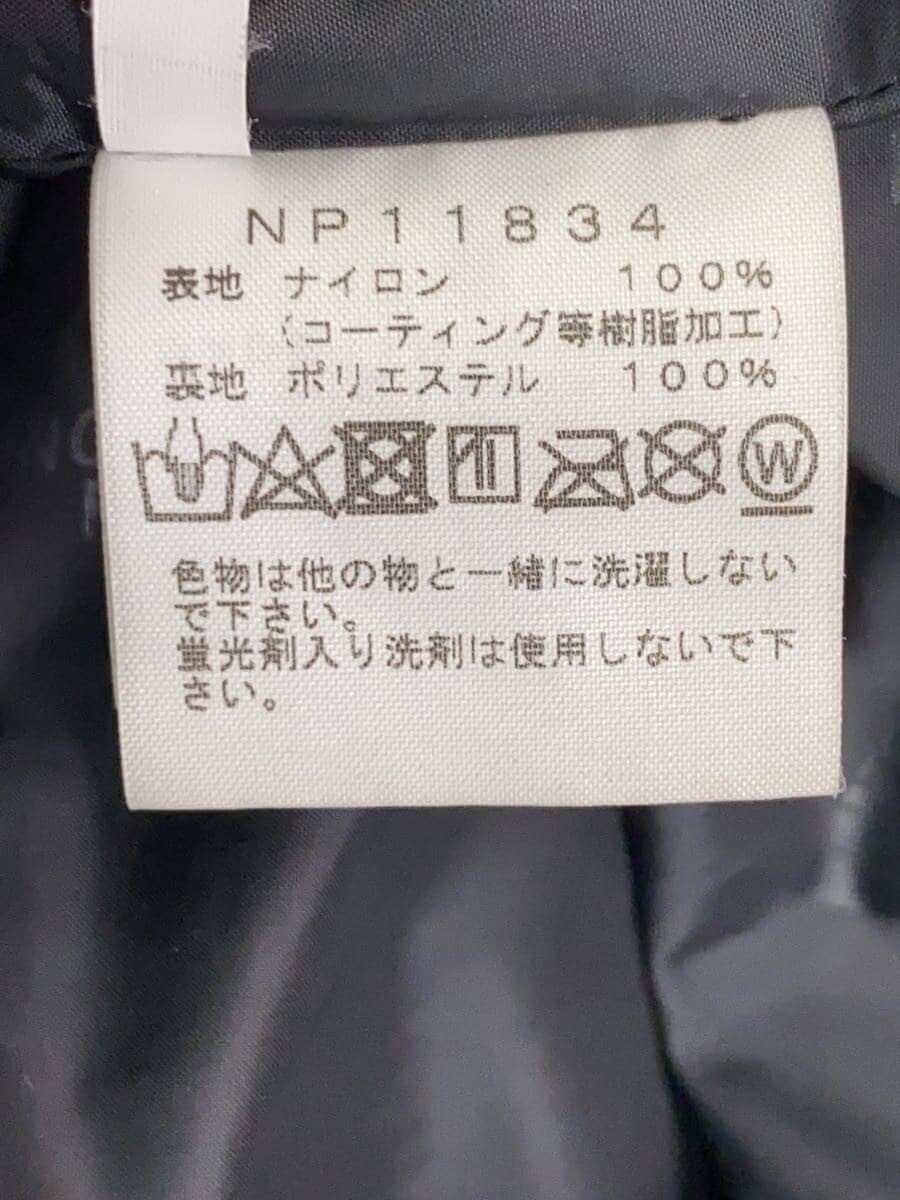 NP11834
表地 ナイロン 100%
(コーティング等樹脂加工)
裏地 ポリエステル 100%
W
色物は他の物と一緒に洗濯しない
で下さい。
蛍光剤入り洗剤は使用しないで下
さい。